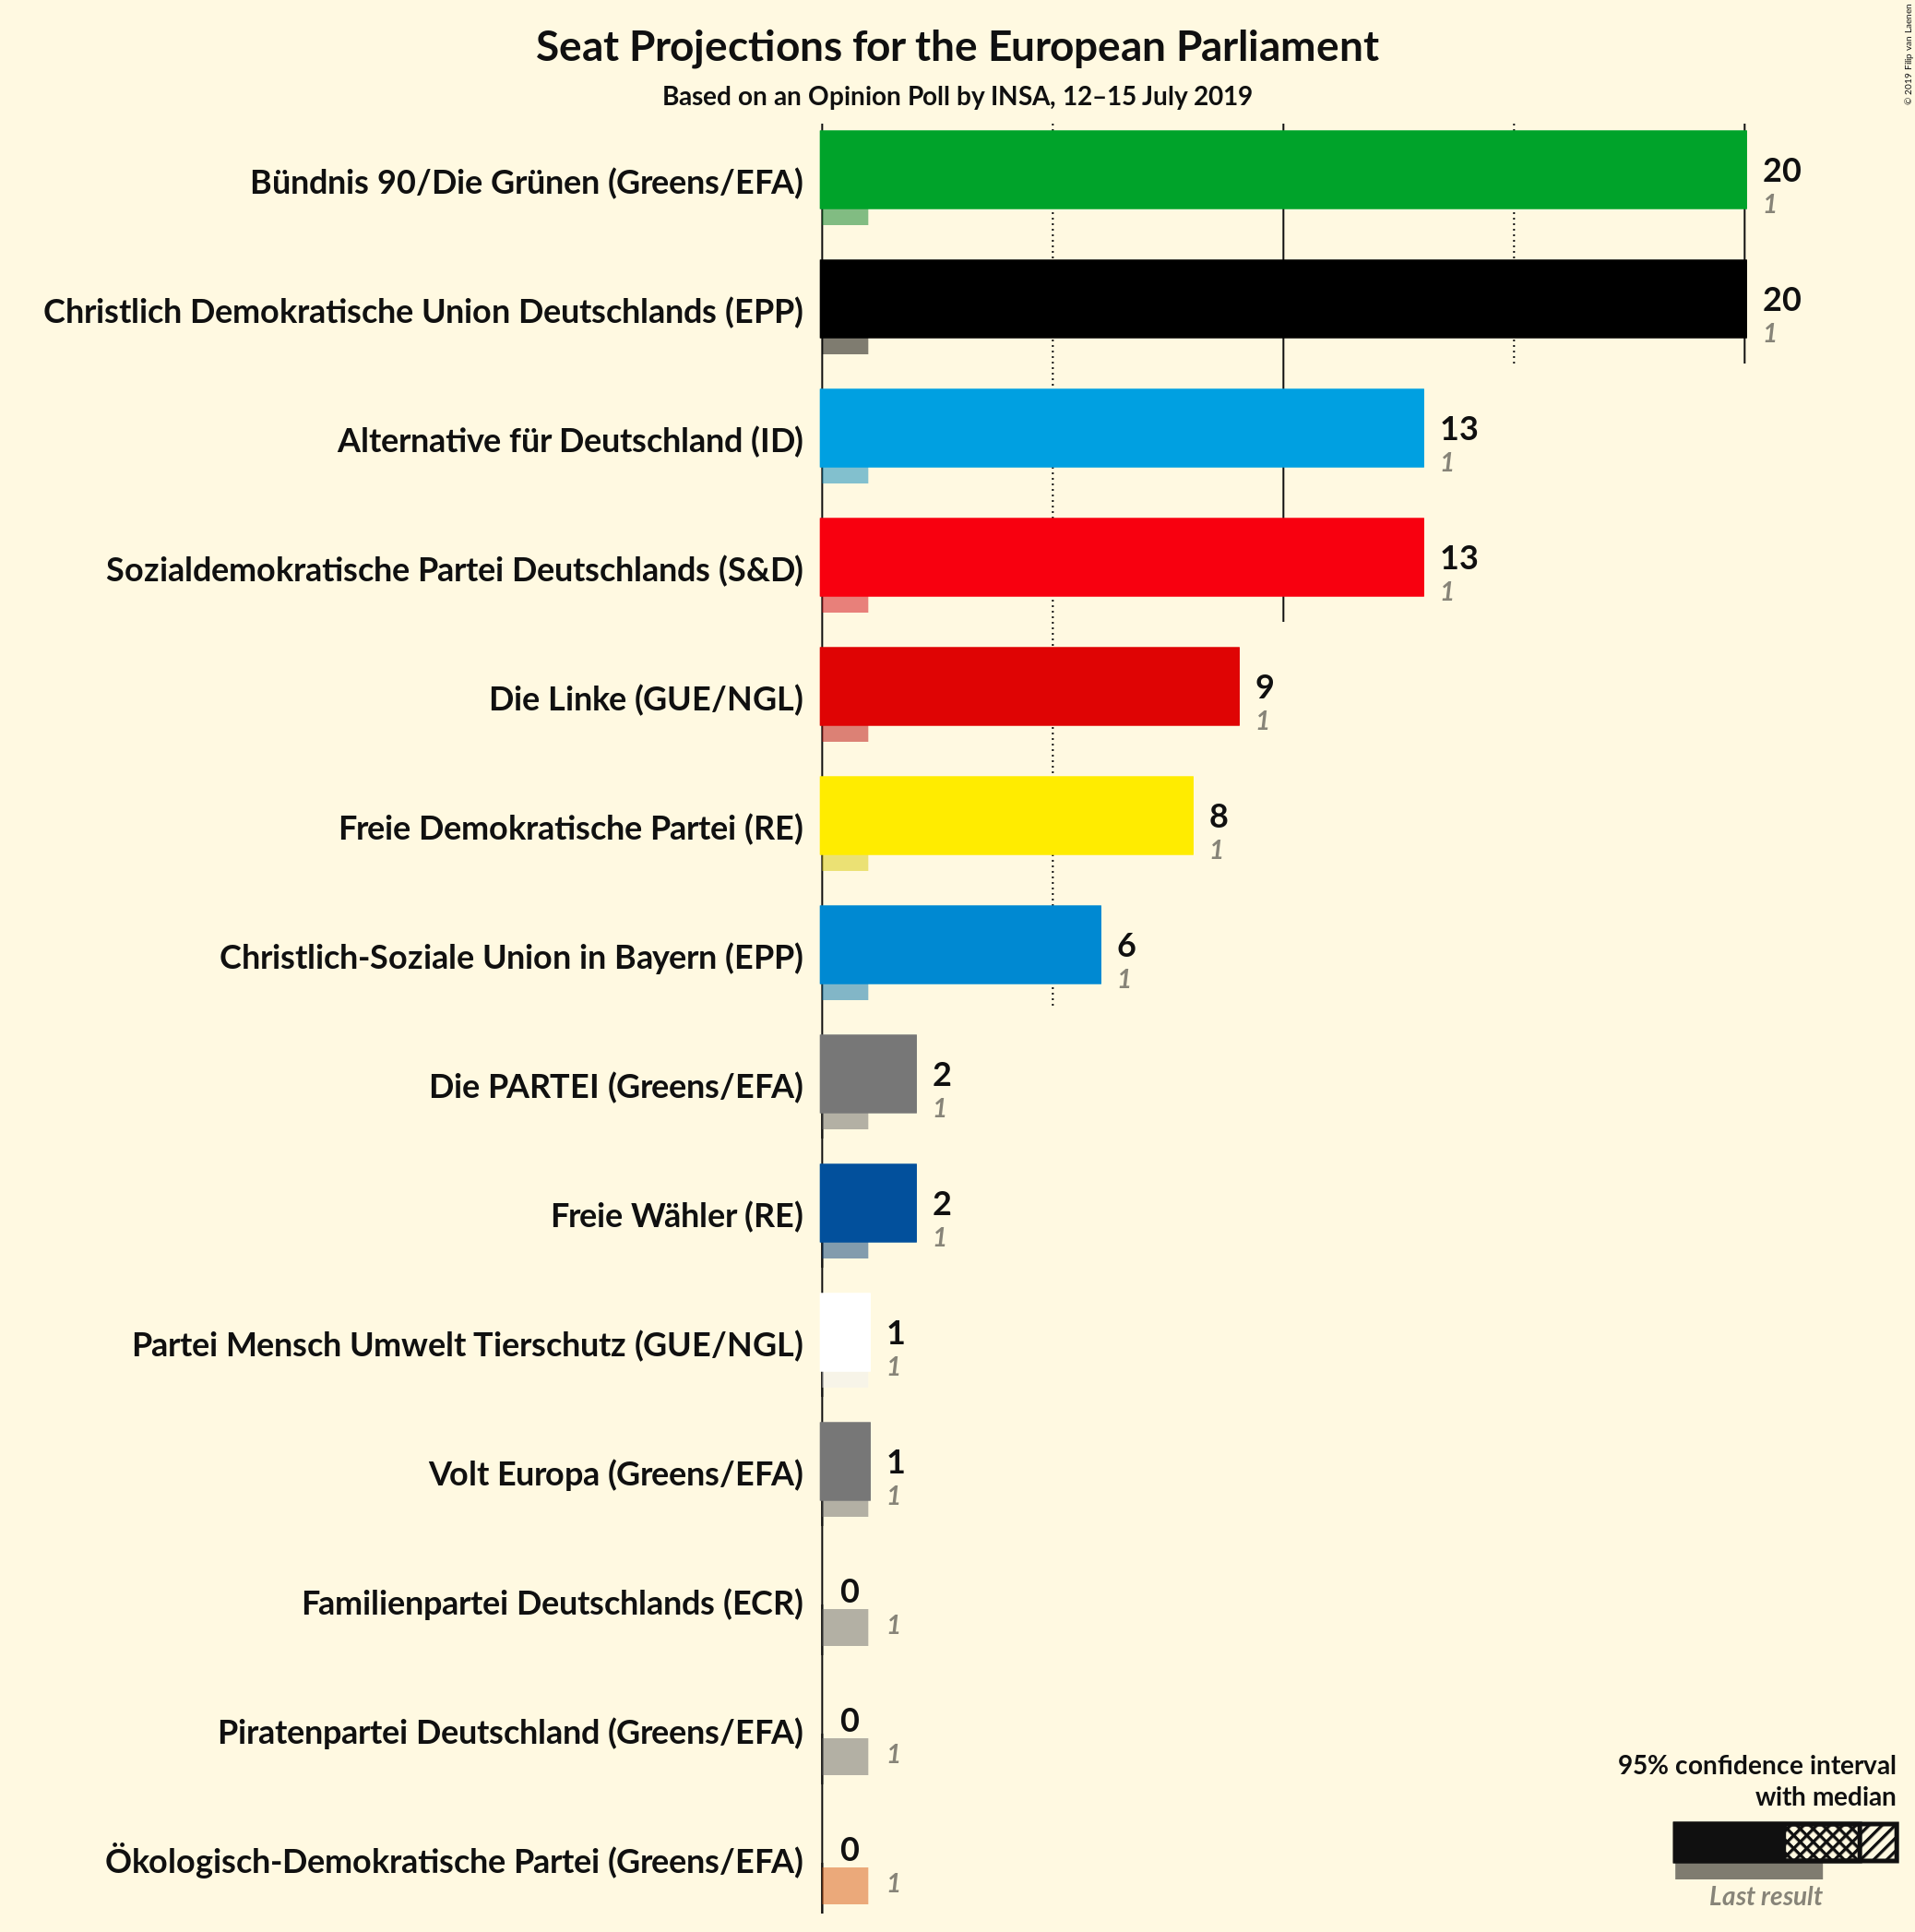 Seat Projections for the European Parliament
Based on an Opinion Poll by INSA, 12–15 July 2019
© 2019 Filip van Laenen
Bündnis 90/Die Grünen (Greens/EFA)
20
1
Christlich Demokratische Union Deutschlands (EPP)
20
1
Alternative für Deutschland (ID)
13
1
Sozialdemokratische Partei Deutschlands (S&D)
13
1
Die Linke (GUE/NGL)
9
1
Freie Demokratische Partei (RE)
8
1
Christlich-Soziale Union in Bayern (EPP)
6
1
Die PARTEI (Greens/EFA)
2
1
Freie Wähler (RE)
2
1
Partei Mensch Umwelt Tierschutz (GUE/NGL)
1
1
Volt Europa (Greens/EFA)
1
1
Familienpartei Deutschlands (ECR)
0
1
Piratenpartei Deutschland (Greens/EFA)
0
1
Ökologisch-Demokratische Partei (Greens/EFA)
0
1
95% confidence interval
with median
Last result